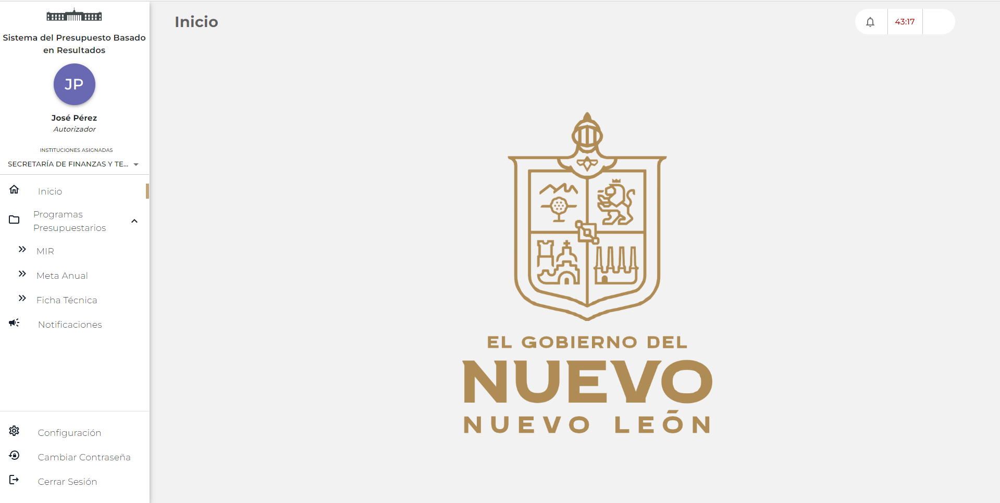 Sistema del Presupuesto Basado
en Resultados
JP
José Pérez
Autorizador
INSTITUCIONES ASIGNADAS
SECRETARÍA DE FINANZAS Y TE...
Inicio
Programas
Presupuestarios
MIR
Meta Anual
Ficha Técnica
Notificaciones
Configuración
Cambiar Contraseña
Cerrar Sesión
Inicio
43:17
EL GOBIERNO DEL
NUEVO
NUEVO LEÓN